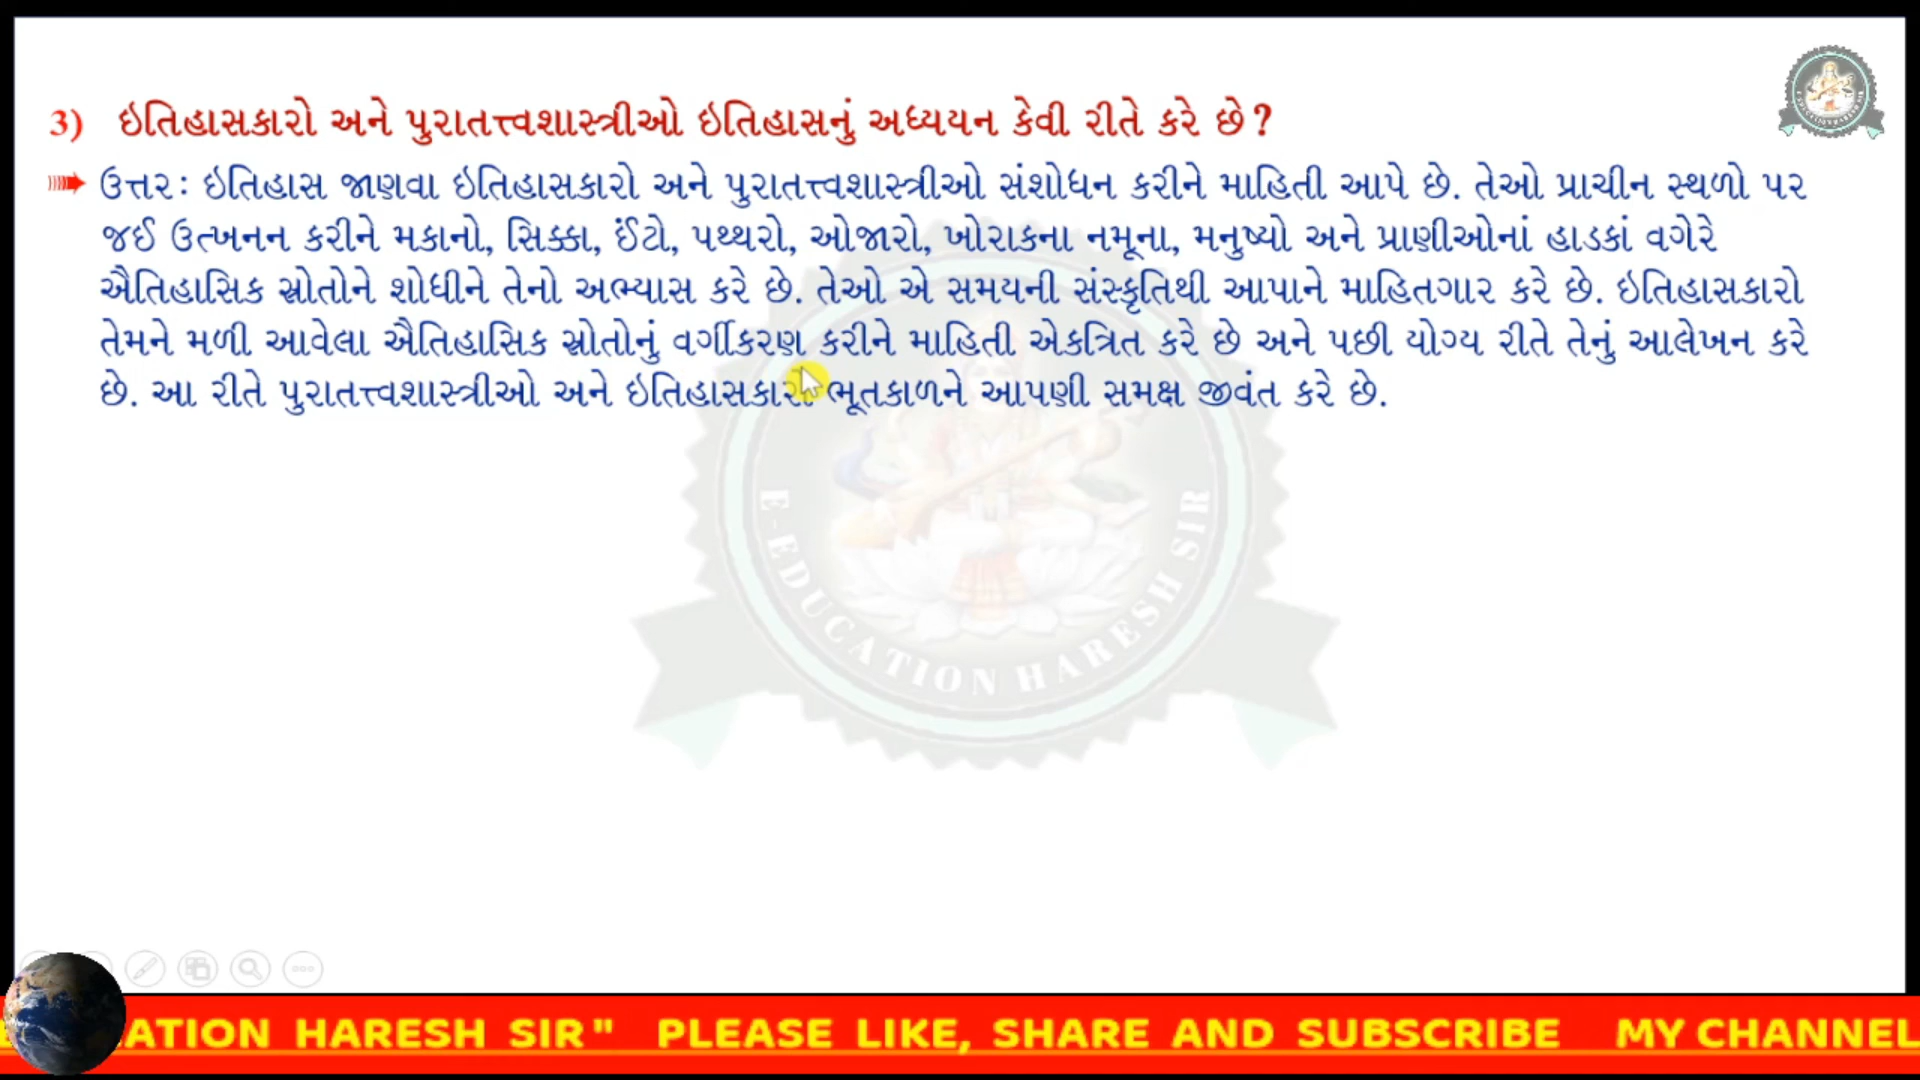 3) ઇતિહાસકારો અને પુરાતત્ત્વશાસ્ત્રીઓ ઇતિહાસનું અધ્યયન કેવી રીતે કરે છે?
ઉત્તર: ઇતિહાસ જાણવા ઇતિહાસકારો અને પુરાતત્ત્વશાસ્ત્રીઓ સંશોધન કરીને માહિતી આપે છે. તેઓ પ્રાચીન સ્થળો પર
જઈ ઉત્ખનન કરીને મકાનો, સિક્કા, ઈંટો, પથ્થરો, ઓજારો, ખોરાકના નમૂના, મનુષ્યો અને પ્રાણીઓનાં હાડકાં વગેરે
ઐતિહાસિક સ્રોતોને શોધીને તેનો અભ્યાસ કરે છે. તેઓ એ સમયની સંસ્કૃતિથી આપાને માહિતગાર કરે છે. ઇતિહાસકારો
તેમને મળી આવેલા ઐતિહાસિક સ્રોતોનું વર્ગીકરણ કરીને માહિતી એકત્રિત કરે છે અને પછી યોગ્ય રીતે તેનું આલેખન કરે
છે. આ રીતે પુરાતત્ત્વશાસ્ત્રીઓ અને ઇતિહાસકારો ભૂતકાળને આપણી સમક્ષ જીવંત કરે છે.
E-EDUCATION HARESH SIR
ATION HARESH SIR" PLEASE LIKE, SHARE AND SUBSCRIBE MY CHANNEL